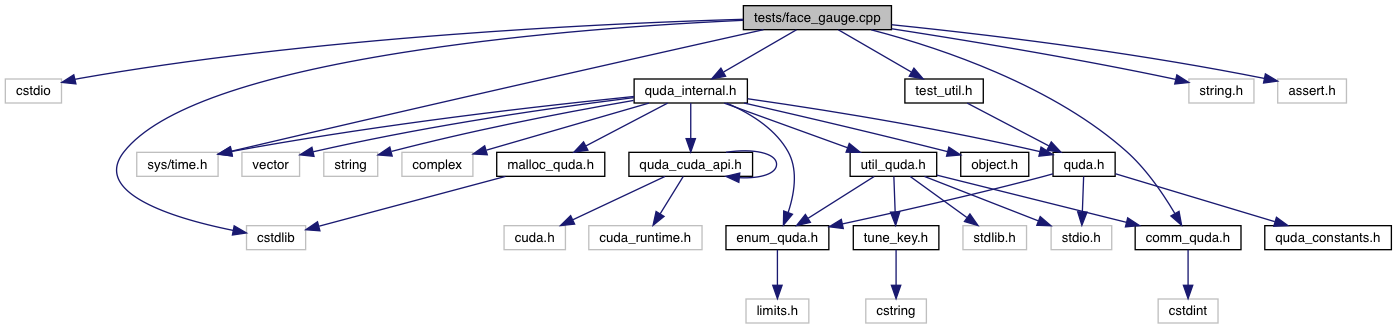 tests/face_gauge.cpp
cstdio
quda_internal.h
test_util.h
string.h
assert.h
sys/time.h
vector
string
complex
malloc_quda.h
quda_cuda_api.h
util_quda.h
object.h
quda.h
cstdlib
cuda.h
cuda_runtime.h
enum_quda.h
tune_key.h
stdlib.h
stdio.h
comm_quda.h
quda_constants.h
limits.h
cstring
cstdint